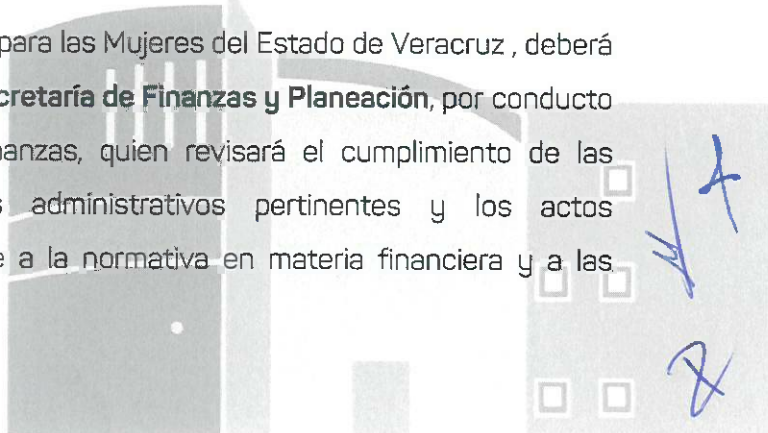 para las Mujeres del Estado de Veracruz , deberá
cretaría de Finanzas y Planeación, por conducto
anzas, quien revisará el cumplimiento de las
administrativos pertinentes y los actos
e a la normativa en materia financiera y a las